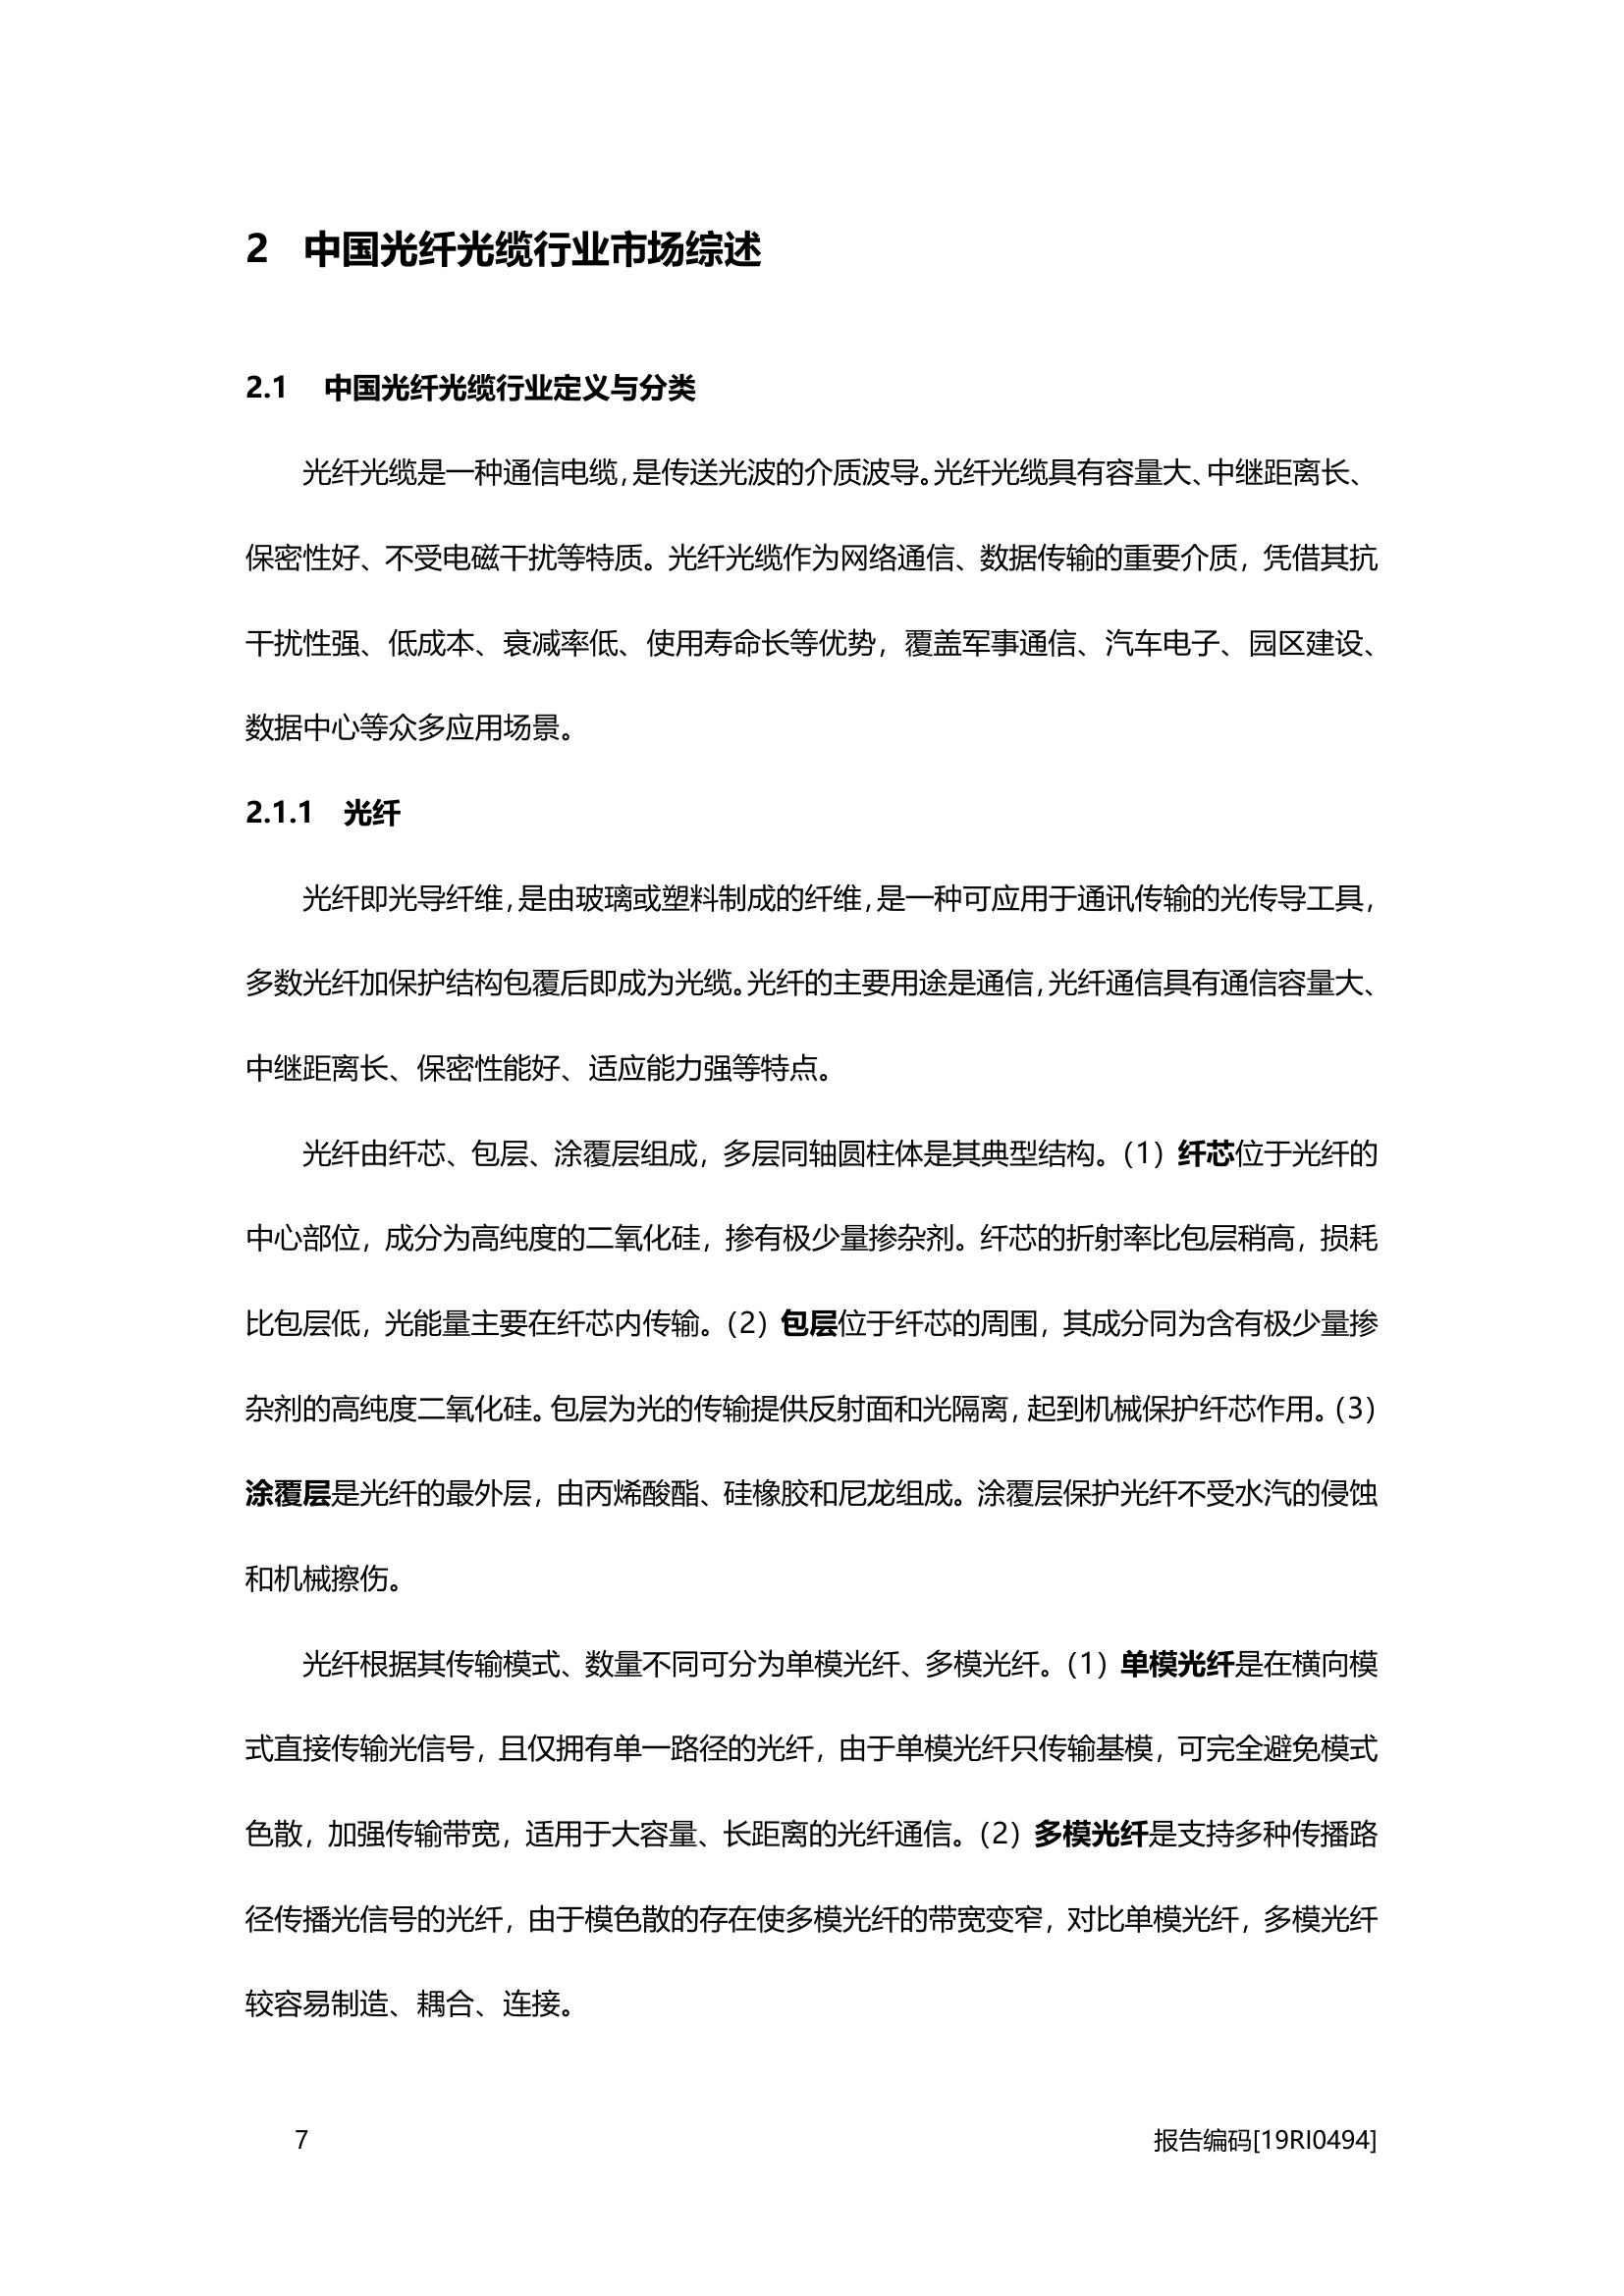 2 中国光纤光缆行业市场综述
2.1 中国光纤光缆行业定义与分类
光纤光缆是一种通信电缆，是传送光波的介质波导。光纤光缆具有容量大、中继距离长、
保密性好、不受电磁干扰等特质。光纤光缆作为网络通信、数据传输的重要介质，凭借其抗
干扰性强、低成本、衰减率低、使用寿命长等优势，覆盖军事通信、汽车电子、园区建设、
数据中心等众多应用场景。
2.1.1 光纤
光纤即光导纤维，是由玻璃或塑料制成的纤维，是一种可应用于通讯传输的光传导工具，
多数光纤加保护结构包覆后即成为光缆。光纤的主要用途是通信，光纤通信具有通信容量大、
中继距离长、保密性能好、适应能力强等特点。
光纤由纤芯、包层、涂覆层组成，多层同轴圆柱体是其典型结构。（1）纤芯位于光纤的
中心部位，成分为高纯度的二氧化硅，掺有极少量掺杂剂。纤芯的折射率比包层稍高，损耗
比包层低，光能量主要在纤芯内传输。（2）包层位于纤芯的周围，其成分同为含有极少量掺
杂剂的高纯度二氧化硅。包层为光的传输提供反射面和光隔离，起到机械保护纤芯作用。（3）
涂覆层是光纤的最外层，由丙烯酸酯、硅橡胶和尼龙组成。涂覆层保护光纤不受水汽的侵蚀
和机械擦伤。
光纤根据其传输模式、数量不同可分为单模光纤、多模光纤。（1）单模光纤是在横向模
式直接传输光信号，且仅拥有单一路径的光纤，由于单模光纤只传输基模，可完全避免模式
色散，加强传输带宽，适用于大容量、长距离的光纤通信。（2）多模光纤是支持多种传播路
径传播光信号的光纤，由于模色散的存在使多模光纤的带宽变窄，对比单模光纤，多模光纤
较容易制造、耦合、连接。
7 报告编码[19RI0494]